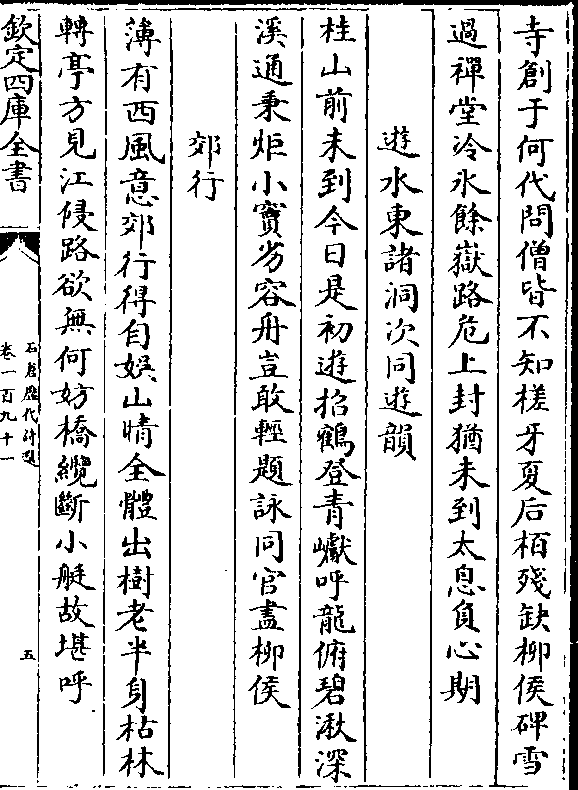 寺創于何代問僧皆不知槎牙夏后栢殘缺柳侯碑雪
過禪堂冷氷餘嶽路危上封猶未到太息負心期
遊水東諸洞次同遊韻
桂山前未到今日是初遊招鶴登青巘呼龍俯碧湫深
溪通秉炬小竇劣容舟豈敢輕題詠同官盡柳侯
郊行
薄有西風意郊行得自娛山晴全體出樹老半身枯林
轉亭方見江侵路欲無何妨橋纜斷小艇故堪呼
欽定四庫全書
石倉歷代詩選
卷一百九十一
五